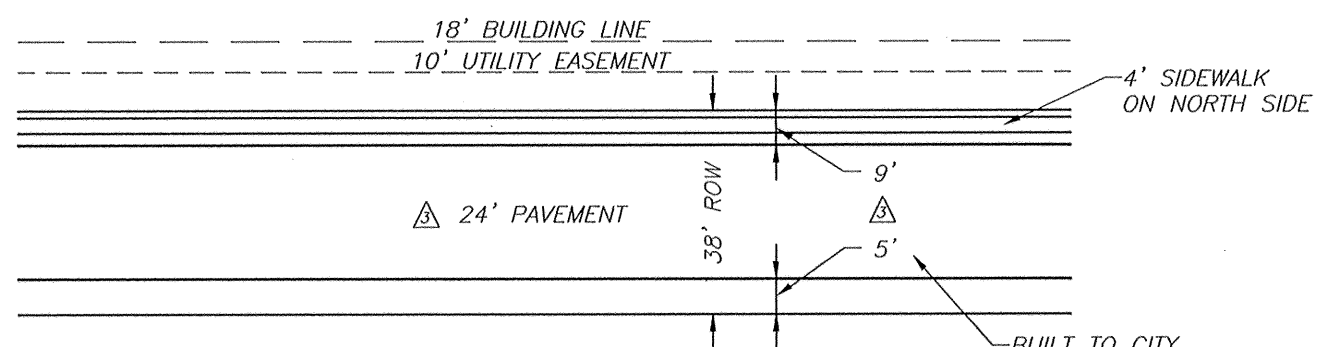 18' BUILDING LINE
10' UTILITY EASEMENT
4' SIDEWALK
ON NORTH SIDE
9'
38' ROW
3 24' PAVEMENT
3
5'
BUILT TO CITY